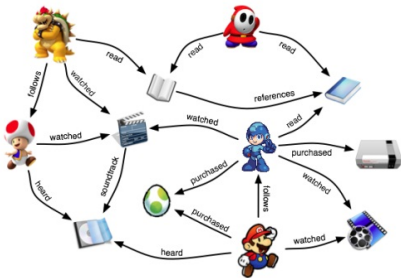 read
read
read
follows
watched
references
watched
read
watched
purchased
soundtrack
purchased
watched
heard
purchased
follows
heard
watched